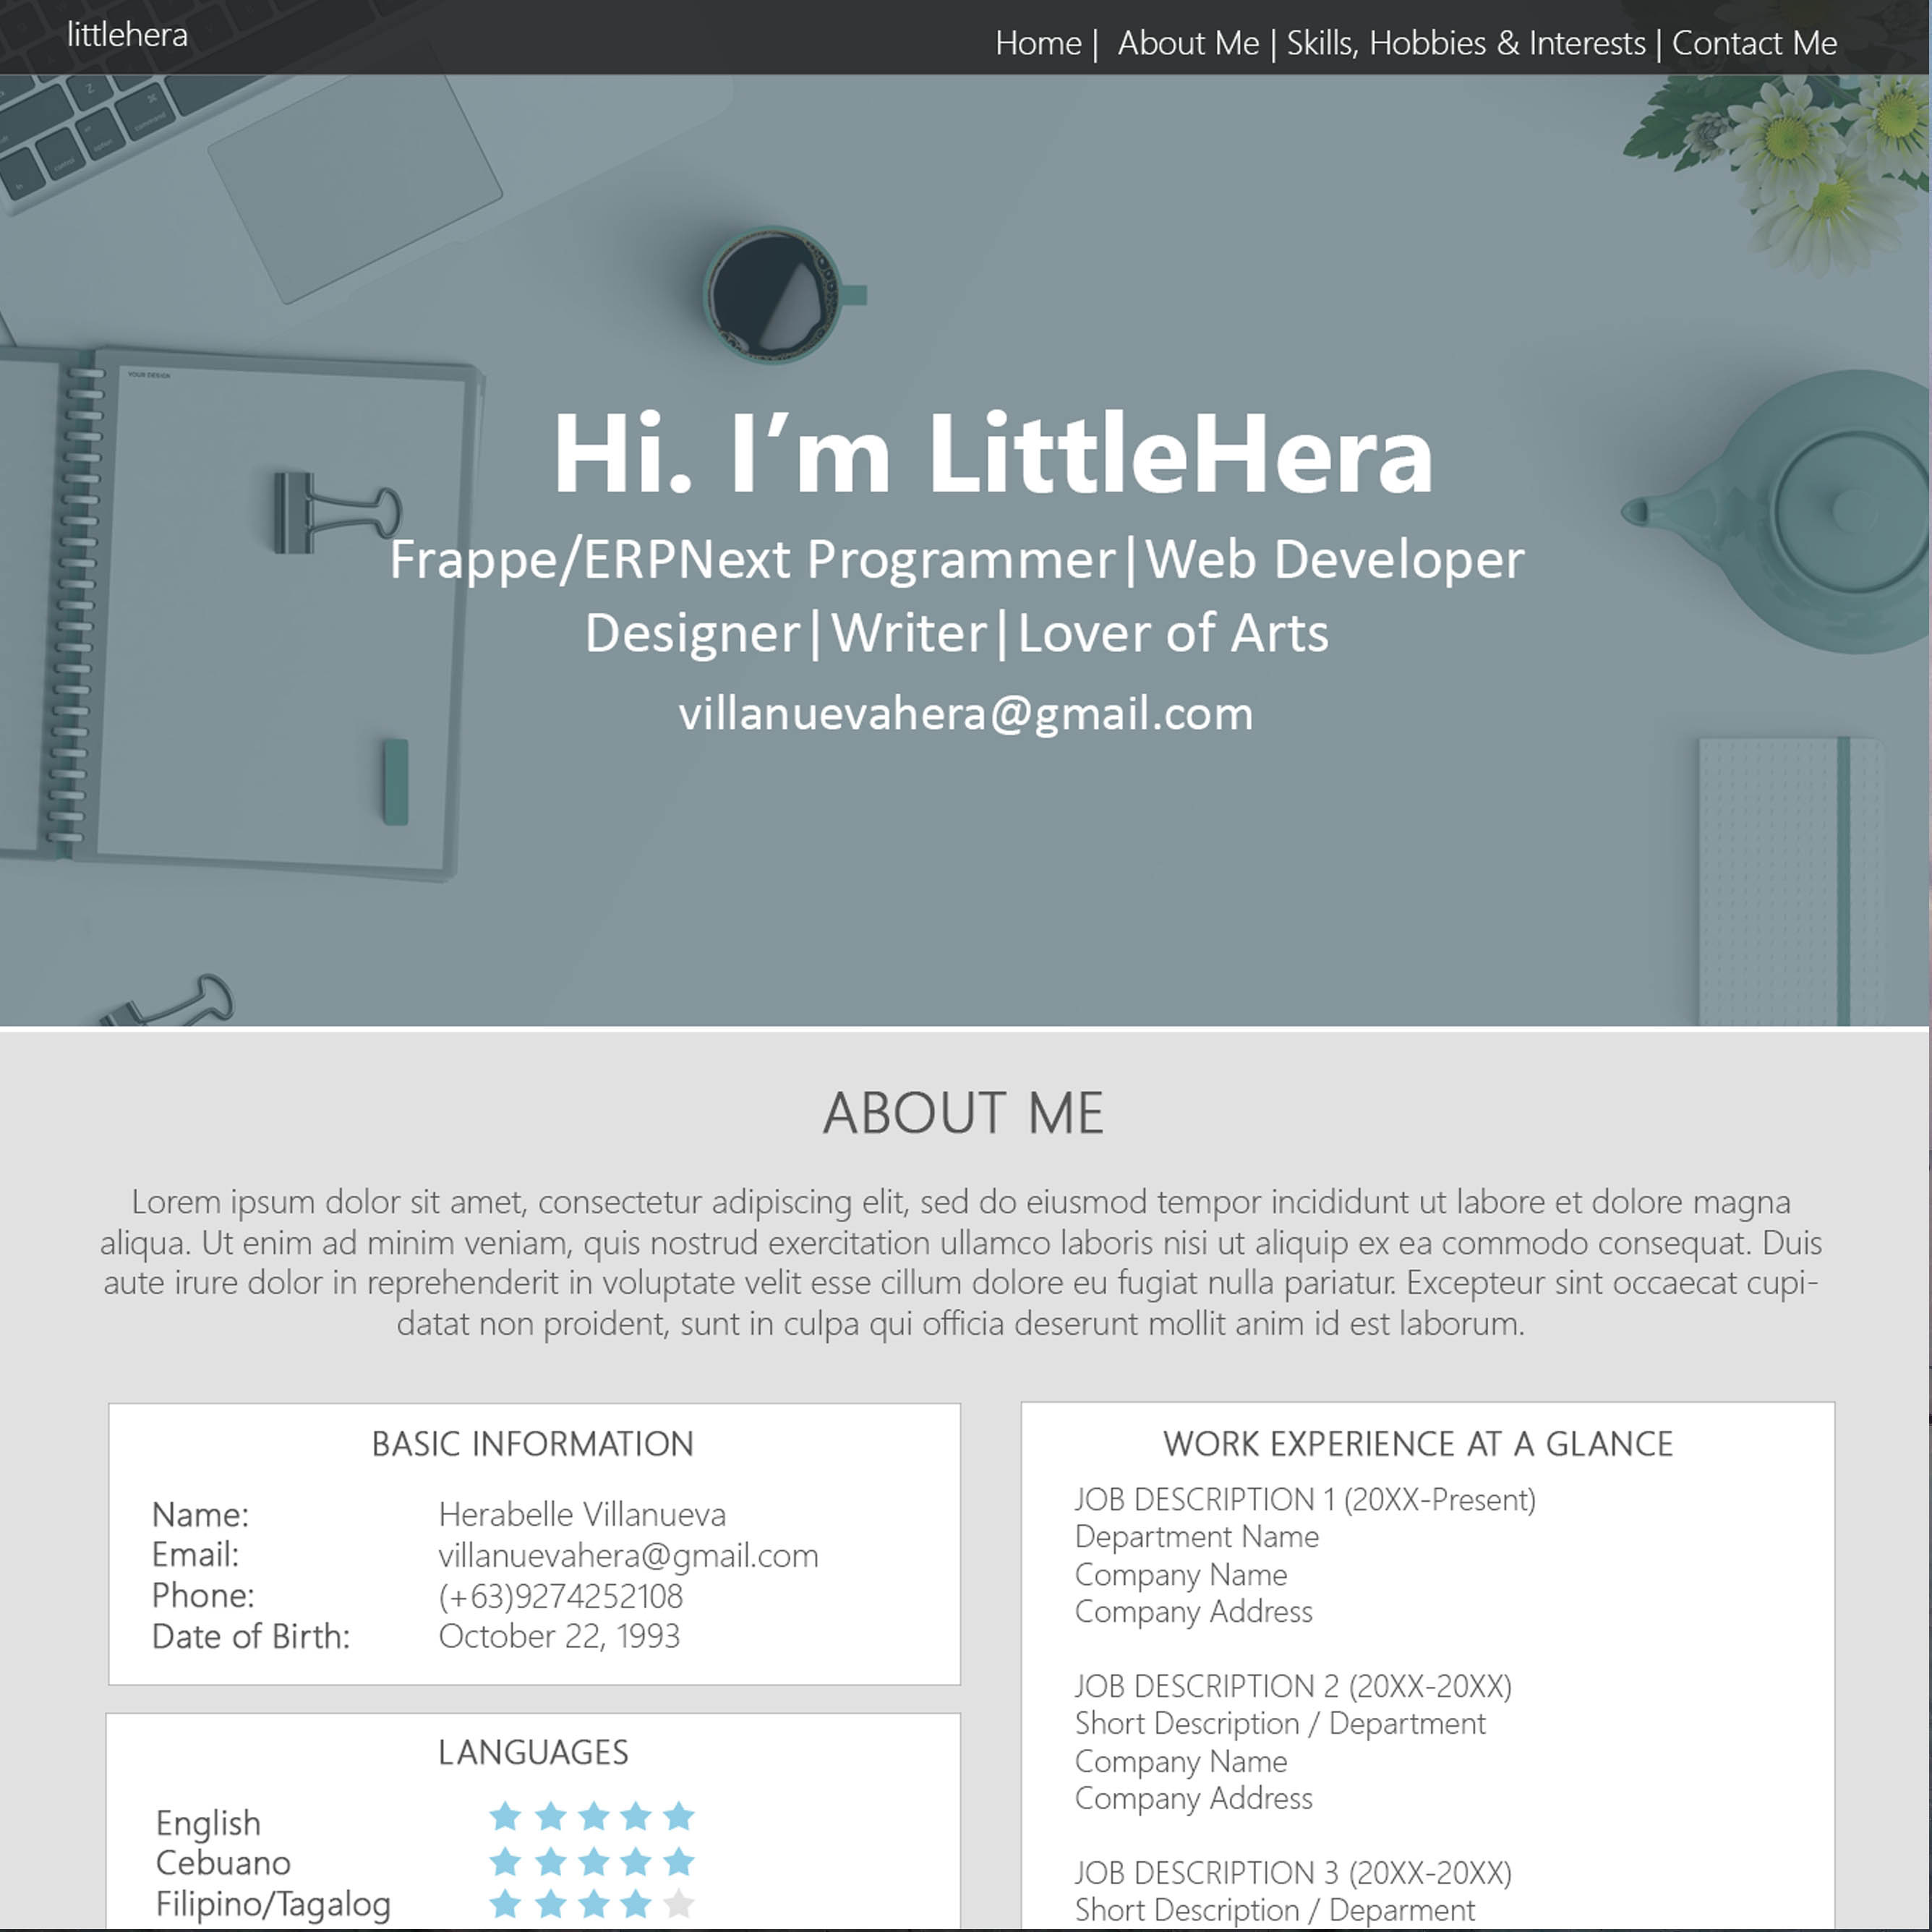 littlehera
Home | About Me | Skills, Hobbies & Interests | Contact Me
YOUR DESIGN
Hi. I’m LittleHera
Frappe/ERPNext Programmer|Web Developer
Designer|Writer|Lover of Arts
villanuevahera@gmail.com
ABOUT ME
Lorem ipsum dolor sit amet, consectetur adipiscing elit, sed do eiusmod tempor incididunt ut labore et dolore magna
aliqua. Ut enim ad minim veniam, quis nostrud exercitation ullamco laboris nisi ut aliquip ex ea commodo consequat. Duis
aute irure dolor in reprehenderit in voluptate velit esse cillum dolore eu fugiat nulla pariatur. Excepteur sint occaecat cupi-
datat non proident, sunt in culpa qui officia deserunt mollit anim id est laborum.
BASIC INFORMATION
Name: Herabelle Villanueva
Email: villanuevahera@gmail.com
Phone: (+63)9274252108
Date of Birth: October 22, 1993
LANGUAGES
English
Cebuano
Filipino/Tagalog
WORK EXPERIENCE AT A GLANCE
JOB DESCRIPTION 1 (20XX-Present)
Department Name
Company Name
Company Address
JOB DESCRIPTION 2 (20XX-20XX)
Short Description / Department
Company Name
Company Address
JOB DESCRIPTION 3 (20XX-20XX)
Short Description / Deparment